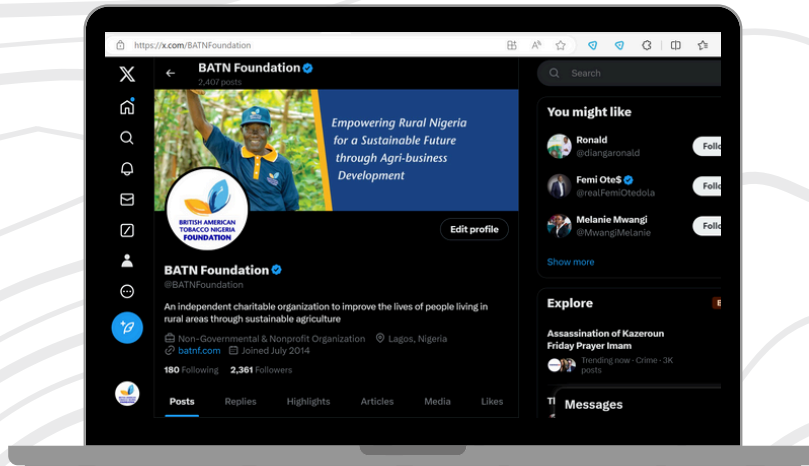 https://x.com/BATNFoundation
BATN Foundation
2,407 posts
Search
Empowering Rural Nigeria
for a Sustainable Future
through Agri-business
Development
BRITISH AMERICAN
TOBACCO NIGERIA
FOUNDATION
Edit profile
BATN Foundation
@BATNFoundation
An independent charitable organization to improve the lives of people living in
rural areas through sustainable agriculture
Non-Governmental & Nonprofit Organization Lagos, Nigeria
batnf.com Joined July 2014
180 Following 2,361 Followers
Posts Replies Highlights Articles Media Likes
You might like
Ronald
@diangaronald
Follo
Femi Ote$
@realFemiOtedola
Follo
Melanie Mwangi
@MwangiMelanie
Follo
Show more
Explore
Assassination of Kazeroun
Friday Prayer Imam
Trending now · Crime · 3K
posts
Messages